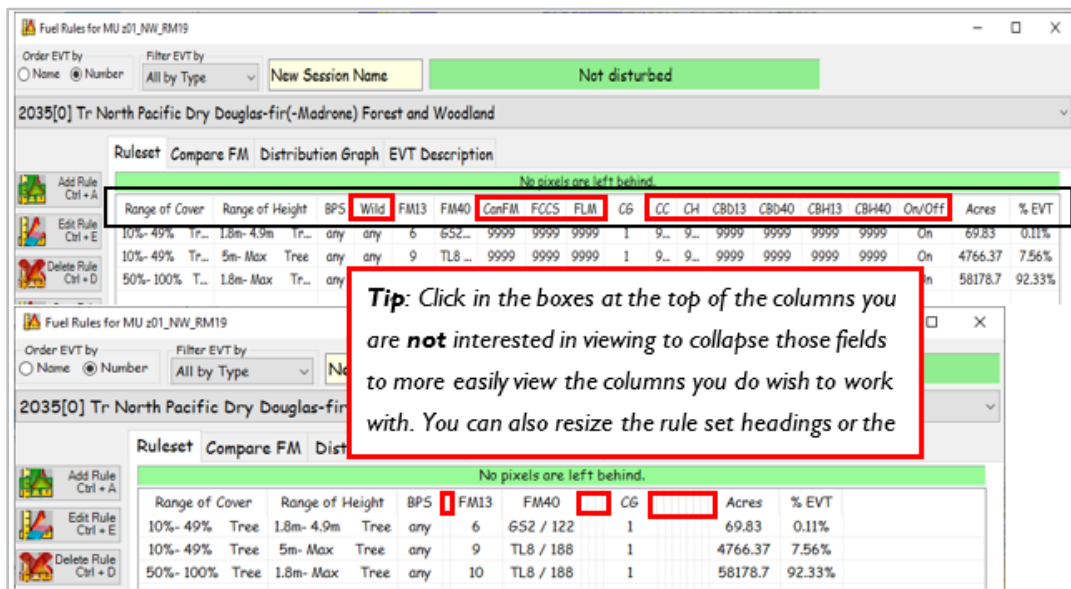 Fuel Rules for MU z01_NW_RM19
Order EVT by Filter EVT by
Name Number All by Type New Session Name Not disturbed
2035[0] Tr North Pacific Dry Douglas-fir(-Madrone) Forest and Woodland
Ruleset Compare FM Distribution Graph EVT Description
No pixels are left behind.
Add Rule
Ctrl + A
Range of Cover Range of Height BPS Wild FM13 FM40 CanFM FCCS FLM CG CC CH CBD13 CBD40 CBH13 CBH40 On/Off Acres % EVT
Edit Rule
Ctrl + E
10%- 49% Tr... 1.8m- 4.9m Tr... any any 6 GS2... 9999 9999 9999 1 9... 9... 9999 9999 9999 9999 On 69.83 0.11%
10%- 49% Tr... 5m- Max Tree any any 9 TL8 ... 9999 9999 9999 1 9... 9... 9999 9999 9999 9999 On 4766.37 7.56%
Delete Rule
Ctrl + D
50%- 100% T... 1.8m- Max Tr... any 58178.7 92.33%
Tip: Click in the boxes at the top of the columns you
are not interested in viewing to collapse those fields
to more easily view the columns you do wish to work
with. You can also resize the rule set headings or the
Fuel Rules for MU z01_NW_RM19
Order EVT by Filter EVT by
Name Number All by Type
2035[0] Tr North Pacific Dry Douglas-fir
Ruleset Compare FM Dist
No pixels are left behind.
Add Rule
Ctrl + A
Range of Cover Range of Height BPS FM13 FM40 CG Acres % EVT
Edit Rule
Ctrl + E
10%- 49% Tree 1.8m- 4.9m Tree any 6 GS2 / 122 1 69.83 0.11%
10%- 49% Tree 5m- Max Tree any 9 TL8 / 188 1 4766.37 7.56%
Delete Rule
Ctrl + D
50%- 100% Tree 1.8m- Max Tree any 10 TL8 / 188 1 58178.7 92.33%